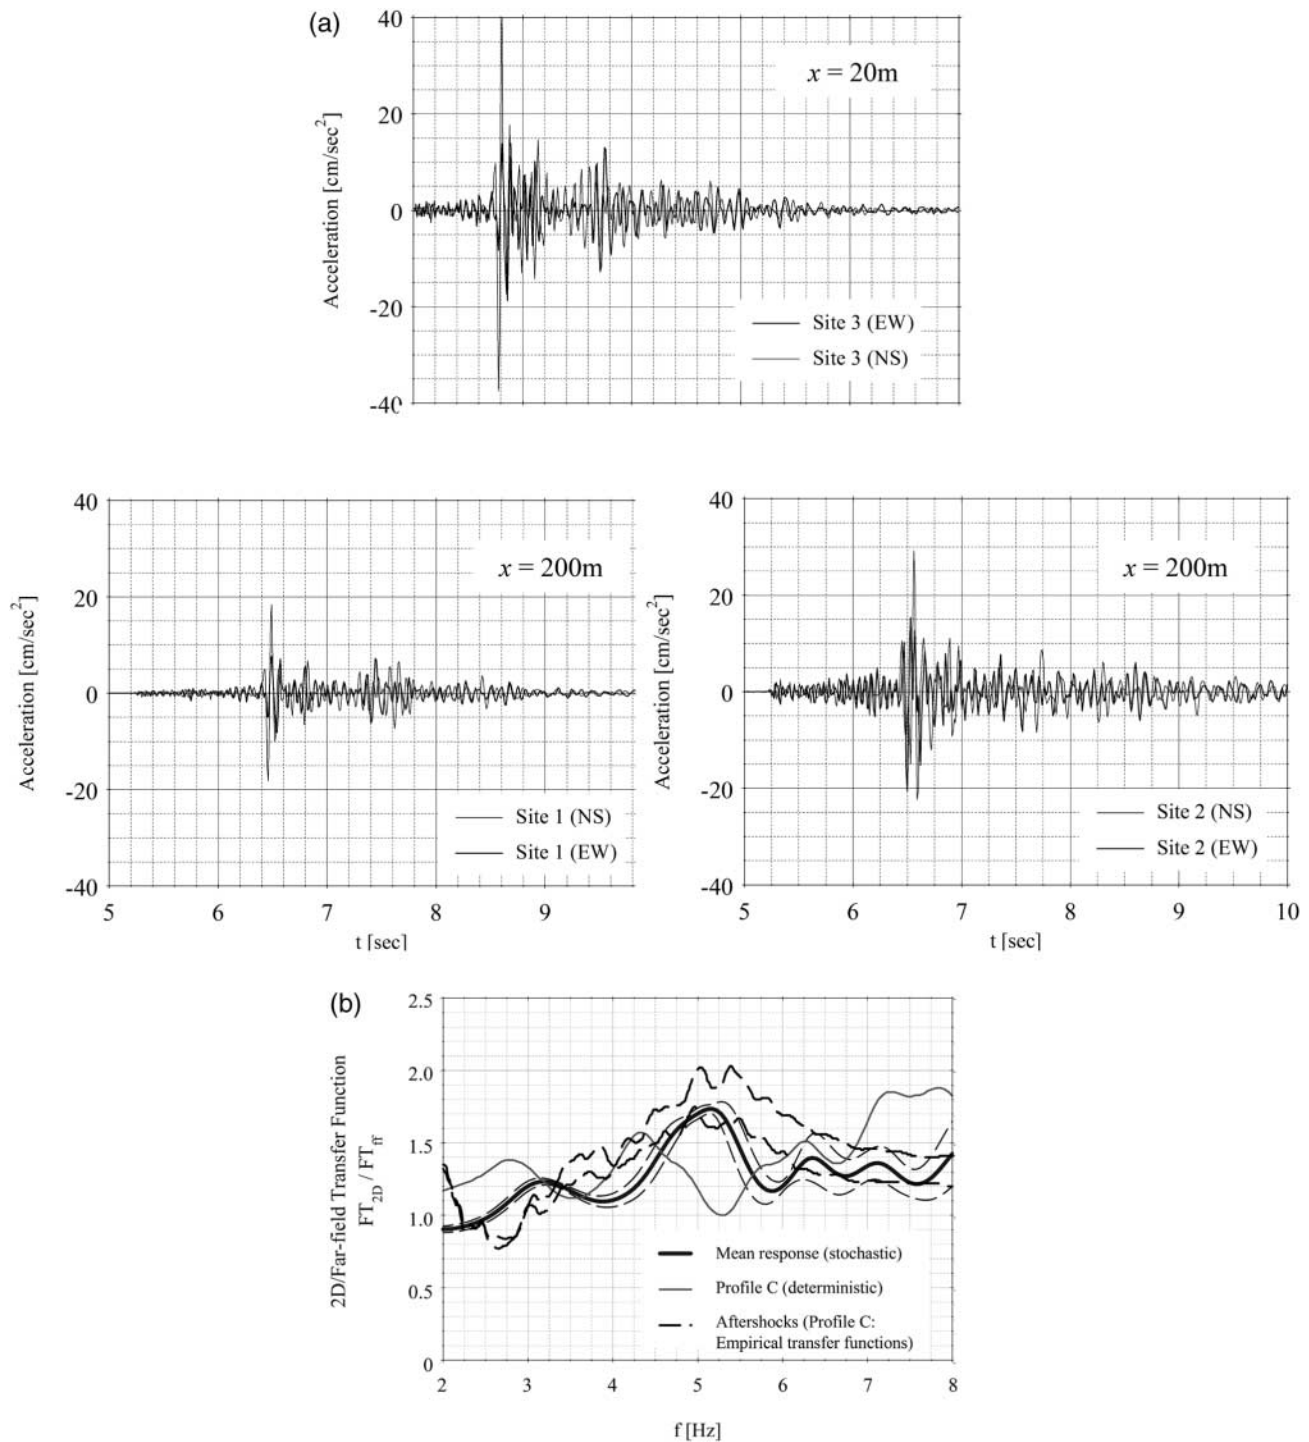 (a)
x = 20m
40
20
0
-20
-40
Acceleration [cm/sec²]
Site 3 (EW)
Site 3 (NS)
x = 200m
40
20
0
-20
-40
Acceleration [cm/sec²]
Site 1 (NS)
Site 1 (EW)
5 6 7 8 9
t [sec]
x = 200m
40
20
0
-20
-40
Acceleration [cm/sec²]
Site 2 (NS)
Site 2 (EW)
5 6 7 8 9 10
t [sec]
(b)
2.5
2.0
1.5
1.0
0.5
0
2D/Far-field Transfer Function
FT2D / FTff
Mean response (stochastic)
Profile C (deterministic)
Aftershocks (Profile C:
Empirical transfer functions)
2 3 4 5 6 7 8
f [Hz]